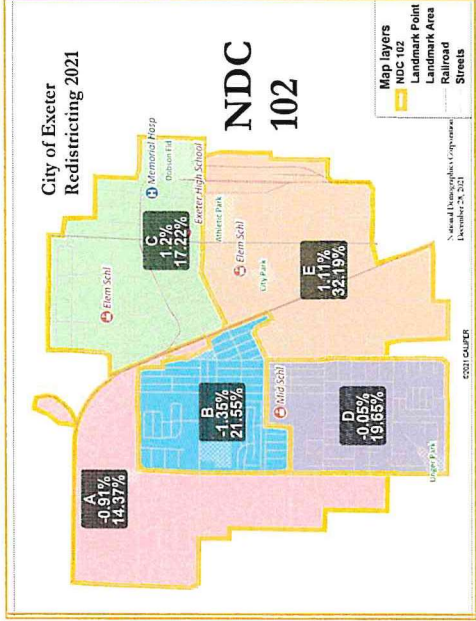 City of Exeter
Redistricting 2021
NDC
102
A
-0.91%
14.37%
B
-1.35%
21.55%
C
1.2%
17.27%
D
-0.05%
19.65%
E
1.11%
32.19%
Elem Schl
Memorial Hosp
Dobson Fld
Exeter High School
Athletic Park
Elem Schl
City Park
Mid Schl
Unger Park
Map layers
NDC 102
Landmark Point
Landmark Area
Railroad
Streets
National Demographics Corporation
December 28, 2021
©2021 CALIPER